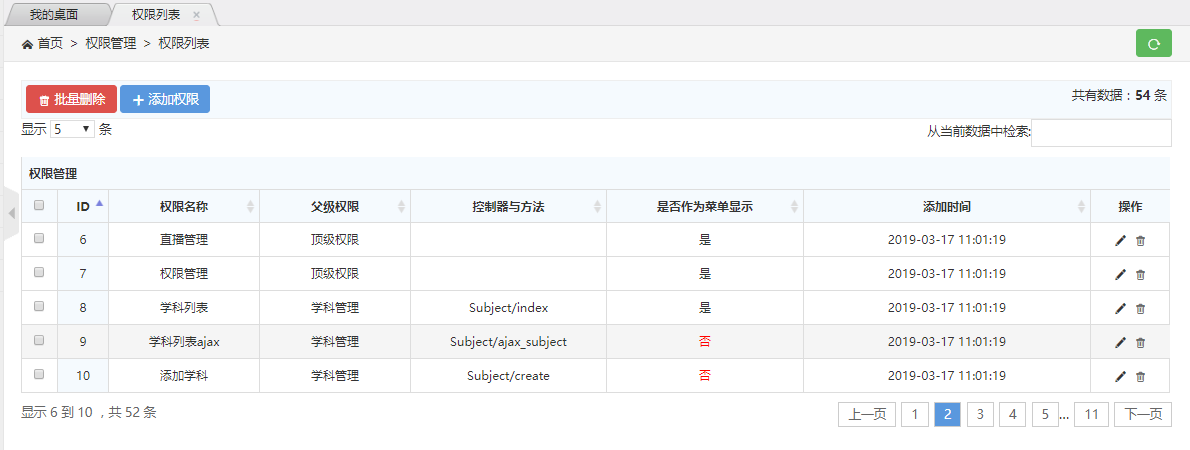 我的桌面 权限列表 ×
首页 > 权限管理 > 权限列表
批量删除 添加权限 共有数据：54 条
显示 5 条 从当前数据中检索:
权限管理
ID 权限名称 父级权限 控制器与方法 是否作为菜单显示 添加时间 操作
6 直播管理 顶级权限 是 2019-03-17 11:01:19
7 权限管理 顶级权限 是 2019-03-17 11:01:19
8 学科列表 学科管理 Subject/index 是 2019-03-17 11:01:19
9 学科列表ajax 学科管理 Subject/ajax_subject 否 2019-03-17 11:01:19
10 添加学科 学科管理 Subject/create 否 2019-03-17 11:01:19
显示 6 到 10 ，共 52 条 上一页 1 2 3 4 5 ... 11 下一页